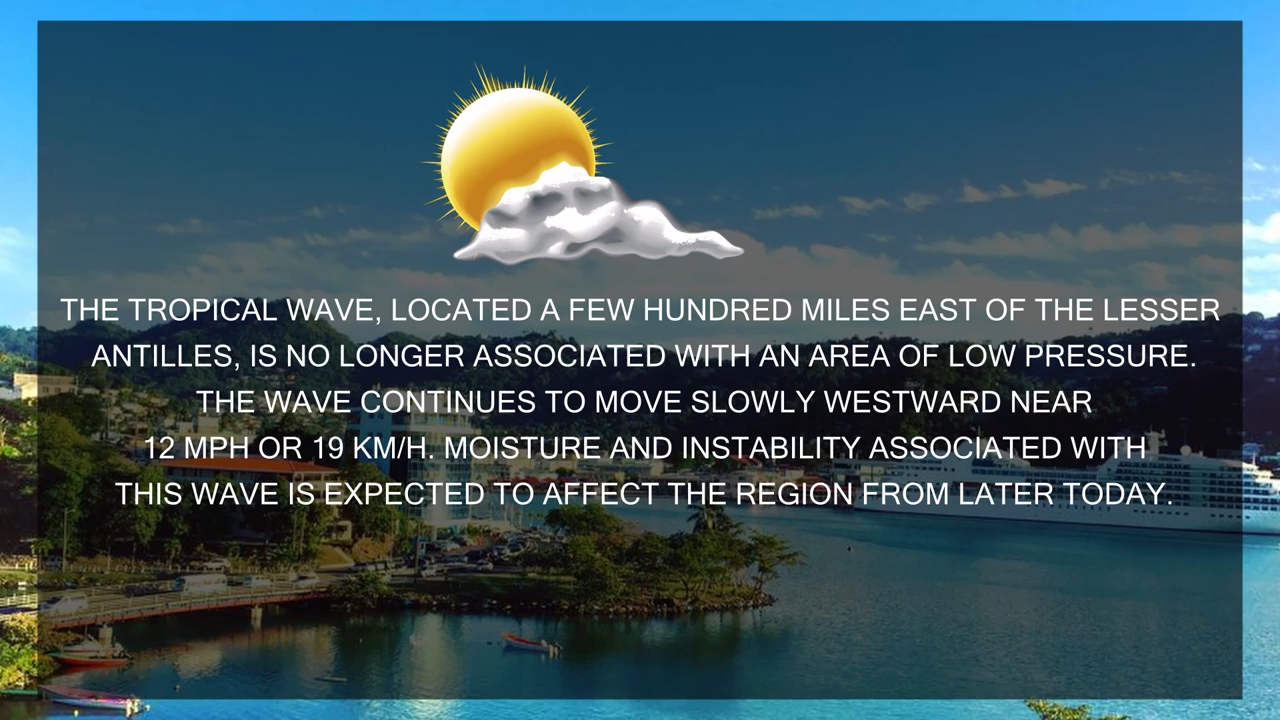 THE TROPICAL WAVE, LOCATED A FEW HUNDRED MILES EAST OF THE LESSER
ANTILLES, IS NO LONGER ASSOCIATED WITH AN AREA OF LOW PRESSURE.
THE WAVE CONTINUES TO MOVE SLOWLY WESTWARD NEAR
12 MPH OR 19 KM/H. MOISTURE AND INSTABILITY ASSOCIATED WITH
THIS WAVE IS EXPECTED TO AFFECT THE REGION FROM LATER TODAY.